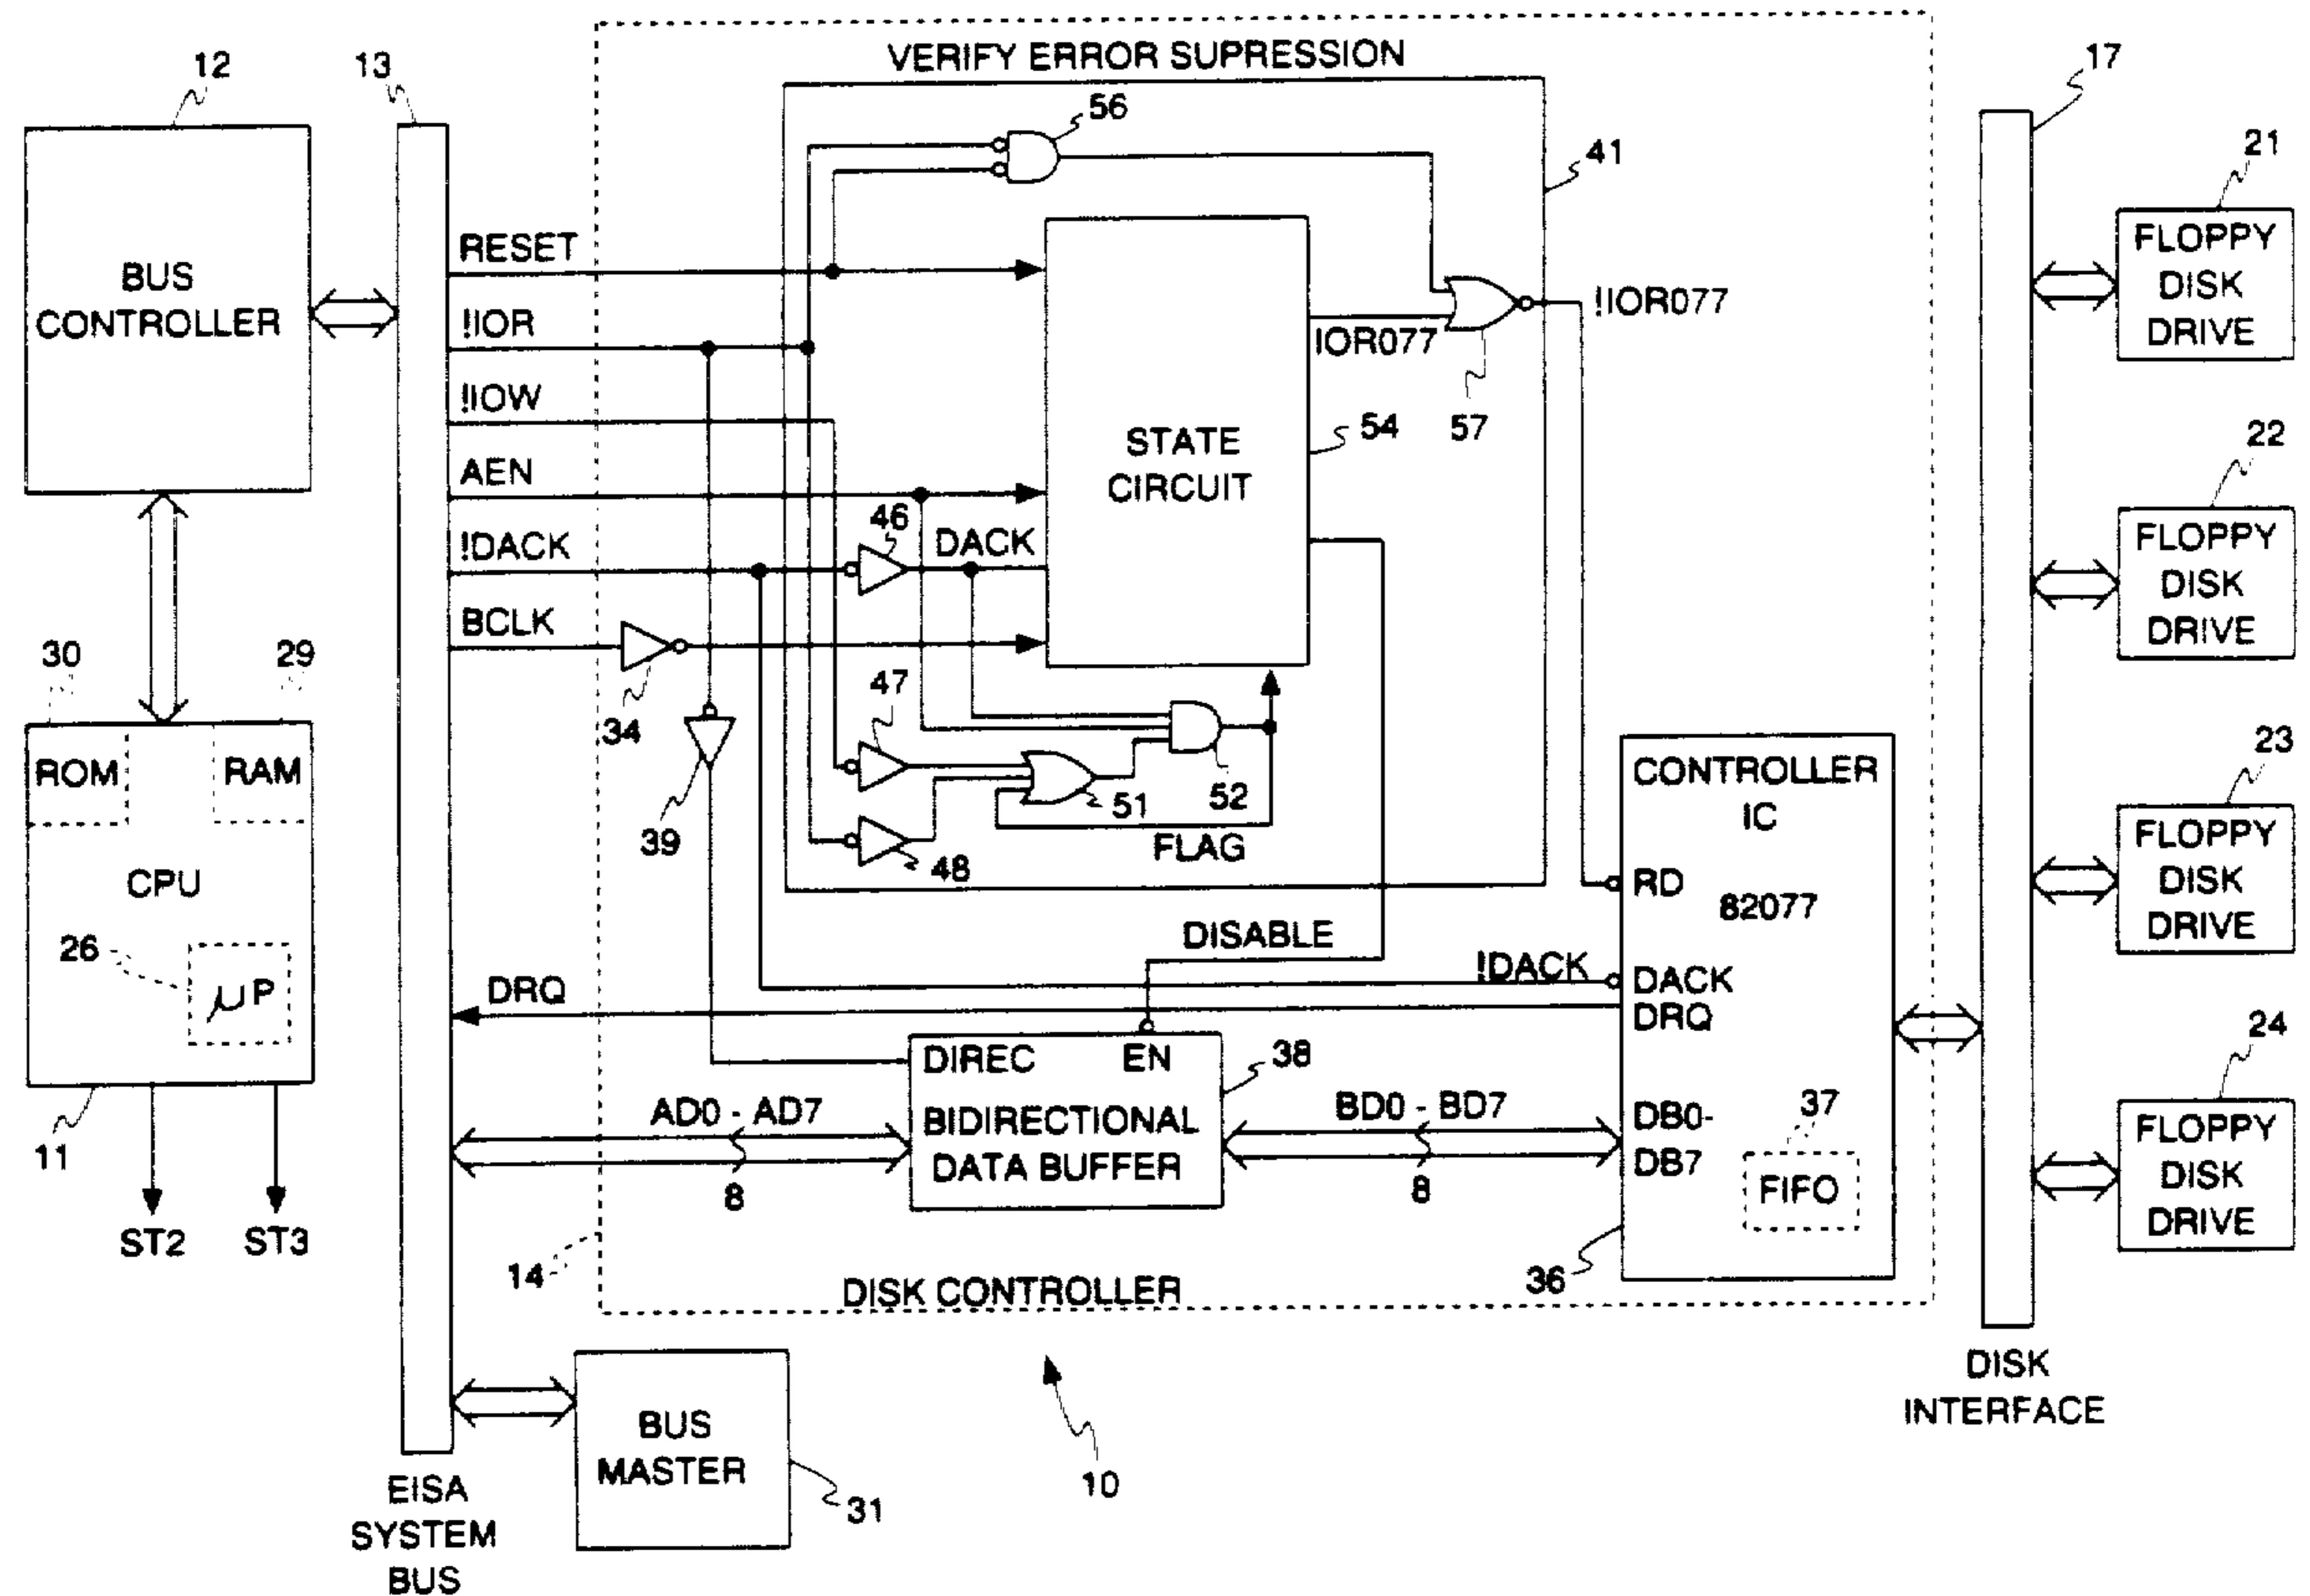 VERIFY ERROR SUPRESSION
12
13
17
56
41
21
BUS
CONTROLLER
RESET
!IOR
!IOW
AEN
!DACK
BCLK
STATE
CIRCUIT
54
IOR077
57
!IOR077
FLOPPY
DISK
DRIVE
22
FLOPPY
DISK
DRIVE
46
DACK
34
47
39
48
51
52
FLAG
30
29
ROM
RAM
CPU
26
μP
11
ST2
ST3
CONTROLLER
IC
82077
RD
DACK
DRQ
DB0-
DB7
37
FIFO
36
23
FLOPPY
DISK
DRIVE
24
FLOPPY
DISK
DRIVE
DISABLE
!DACK
DRQ
DIREC
EN
38
BIDIRECTIONAL
DATA BUFFER
AD0 - AD7
8
BD0 - BD7
8
14
DISK CONTROLLER
10
BUS
MASTER
31
EISA
SYSTEM
BUS
DISK
INTERFACE